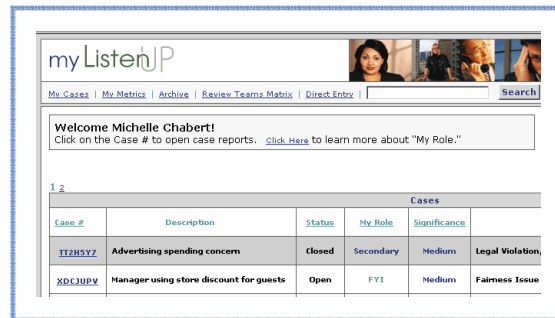 my ListenUP
My Cases | My Metrics | Archive | Review Teams Matrix | Direct Entry | Search
Welcome Michelle Chabert!
Click on the Case # to open case reports. Click Here to learn more about "My Role."
1 2
Cases
Case # Description Status My Role Significance
TT2H5Y7 Advertising spending concern Closed Secondary Medium Legal Violation,
XDCJUPV Manager using store discount for guests Open FYI Medium Fairness Issue